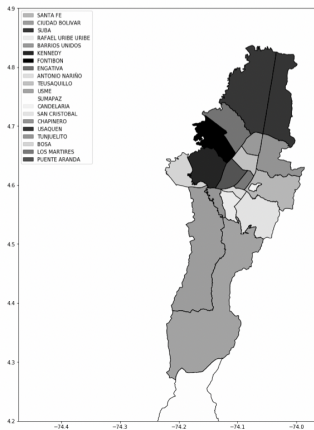 4.9
4.8
4.7
4.6
4.5
4.4
4.3
4.2
SANTA FE
CIUDAD BOLIVAR
SUBA
RAFAEL URIBE URIBE
BARRIOS UNIDOS
KENNEDY
FONTIBON
ENGATIVA
ANTONIO NARIÑO
TEUSAQUILLO
USME
SUMAPAZ
CANDELARIA
SAN CRISTOBAL
CHAPINERO
USAQUEN
TUNJUELITO
BOSA
LOS MARTIRES
PUENTE ARANDA
−74.4 −74.3 −74.2 −74.1 −74.0